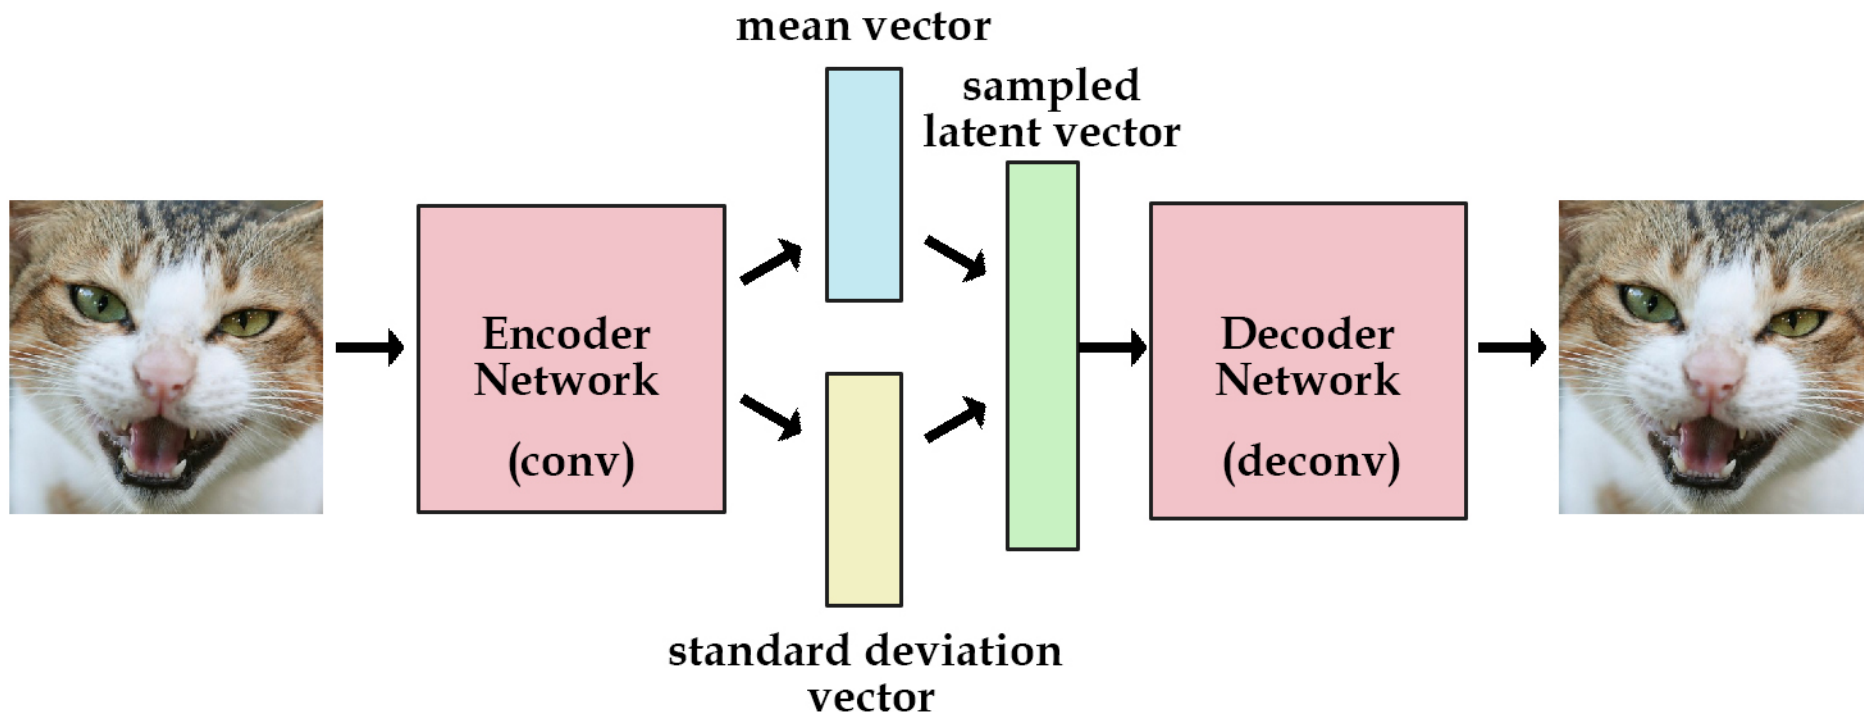 mean vector
sampled
latent vector
Encoder
Network
(conv)
Decoder
Network
(deconv)
standard deviation
vector